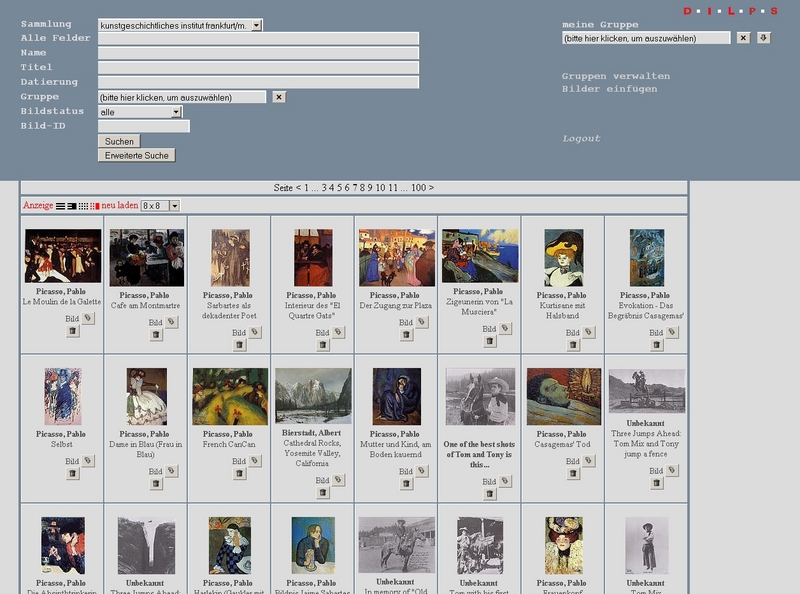 D · I · L · P · S
Sammlung kunstgeschichtliches institut frankfurt/m.
Alle Felder
Name
Titel
Datierung
Gruppe (bitte hier klicken, um auszuwählen)
Bildstatus alle
Bild-ID
Suchen
Erweiterte Suche
meine Gruppe
(bitte hier klicken, um auszuwählen)
Gruppen verwalten
Bilder einfügen
Logout
Seite < 1 ... 3 4 5 6 7 8 9 10 11 ... 100 >
Anzeige neu laden 8 x 8
Picasso, Pablo
Le Moulin de la Galette
Bild
Picasso, Pablo
Cafe am Montmartre
Bild
Picasso, Pablo
Sarbartes als
dekadenter Poet
Bild
Picasso, Pablo
Interieur des "El
Quartre Gats"
Bild
Picasso, Pablo
Der Zugang zur Plaza
Bild
Picasso, Pablo
Zigeunerin von "La
Musciera"
Bild
Picasso, Pablo
Kurtisane mit
Halsband
Bild
Picasso, Pablo
Evokation - Das
Begräbnis Casagemas'
Bild
Picasso, Pablo
Selbst
Bild
Picasso, Pablo
Dame in Blau (Frau in
Blau)
Bild
Picasso, Pablo
French CanCan
Bild
Bierstadt, Albert
Cathedral Rocks,
Yosemite Valley,
California
Bild
Picasso, Pablo
Mutter und Kind, am
Boden kauernd
Bild
One of the best shots
of Tom and Tony is
this...
Bild
Picasso, Pablo
Casagemas' Tod
Bild
Unbekannt
Three Jumps Ahead:
Tom Mix and Tony
jump a fence
Bild
Picasso, Pablo
Die Absinthtrinkerin
Unbekannt
Three Jumps Ahead:
Picasso, Pablo
Harlekin (Gaukler mit
Picasso, Pablo
Bildnis Jaime Sabartes
Unbekannt
In memory of "Old
Unbekannt
Tom with his first
Picasso, Pablo
Frauenkopf
Unbekannt
Tom Mix